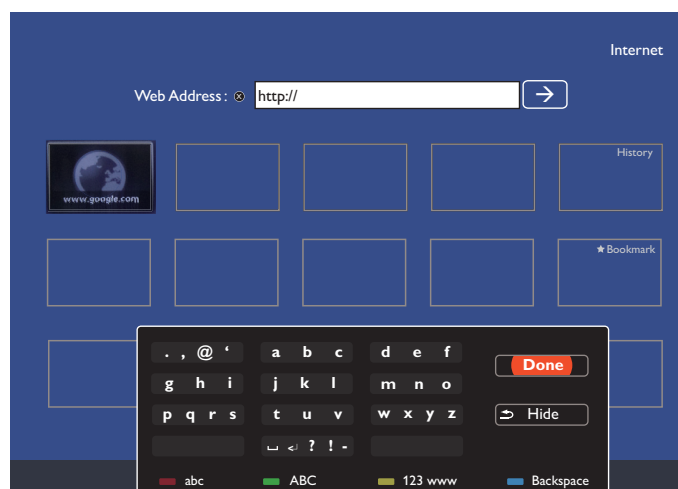 Internet
Web Address : http://
www.google.com
History
★ Bookmark
. , @ ‘ a b c d e f
g h i j k l m n o
p q r s t u v w x y z
␣ ↵ ? ! -
Done
Hide
abc ABC 123 www Backspace